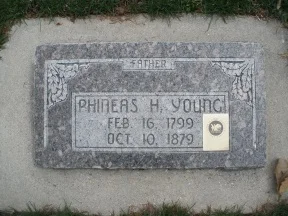 FATHER
PHINEAS H. YOUNG
FEB. 16, 1799
OCT. 10, 1879